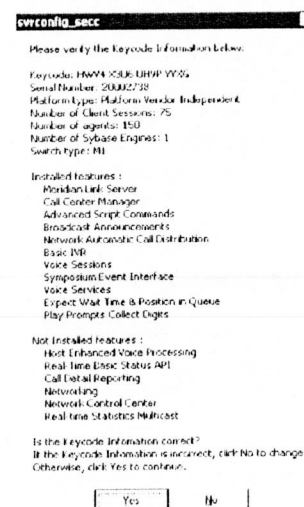 svrconfig_secc
Please verify the Keycode Information below:
Keycode:
Serial Number: 20002738
Platform type: Platform Vendor Independent
Number of Client Sessions: 75
Number of agents: 150
Number of Sybase Engines: 1
Switch type: M1
Installed features :
Meridian Link Server
Call Center Manager
Advanced Script Commands
Broadcast Announcements
Network Automatic Call Distribution
Basic IVR
Voice Sessions
Symposium Event Interface
Voice Services
Expect Wait Time & Position in Queue
Play Prompts Collect Digits
Not Installed features :
Host Enhanced Voice Processing
Real-Time Basic Status API
Call Detail Reporting
Networking
Network Control Center
Real-time Statistics Multicast
Is the Keycode Infomation correct?
If the Keycode Infomation is incorrect, click No to change
Otherwise, click Yes to continue.
Yes No